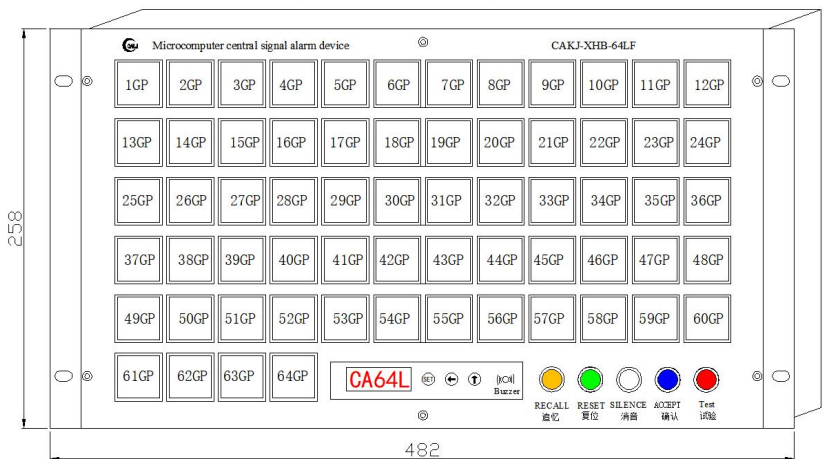 CAKJ Microcomputer central signal alarm device CAKJ-XHB-64LF
1GP 2GP 3GP 4GP 5GP 6GP 7GP 8GP 9GP 10GP 11GP 12GP
13GP 14GP 15GP 16GP 17GP 18GP 19GP 20GP 21GP 22GP 23GP 24GP
25GP 26GP 27GP 28GP 29GP 30GP 31GP 32GP 33GP 34GP 35GP 36GP
258
37GP 38GP 39GP 40GP 41GP 42GP 43GP 44GP 45GP 46GP 47GP 48GP
49GP 50GP 51GP 52GP 53GP 54GP 55GP 56GP 57GP 58GP 59GP 60GP
61GP 62GP 63GP 64GP CA64L SET
Buzzer
RECALL RESET SILENCE ACCEPT Test
追忆 复位 消音 确认 试验
482